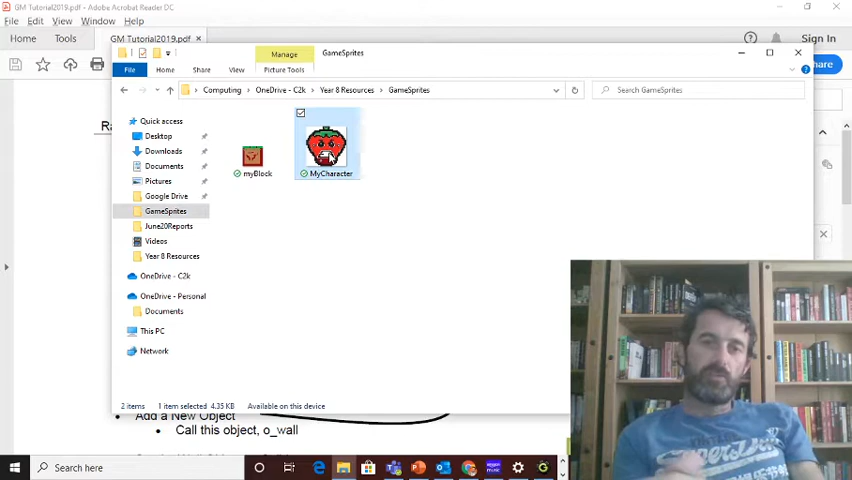 GM Tutorial2019.pdf - Adobe Acrobat Reader DC
File Edit View Window Help
Home Tools GM Tutorial2019.pdf ×
Sign In
Manage
GameSprites
File Home Share View Picture Tools
Computing > OneDrive - C2k > Year 8 Resources > GameSprites
Search GameSprites
Quick access
Desktop
Downloads
Documents
Pictures
Google Drive
GameSprites
June20Reports
Videos
Year 8 Resources
OneDrive - C2k
OneDrive - Personal
Documents
This PC
Network
myBlock
MyCharacter
2 items 1 item selected 4.35 KB Available on this device
• Add a New Object
• Call this object, o_wall
Search here